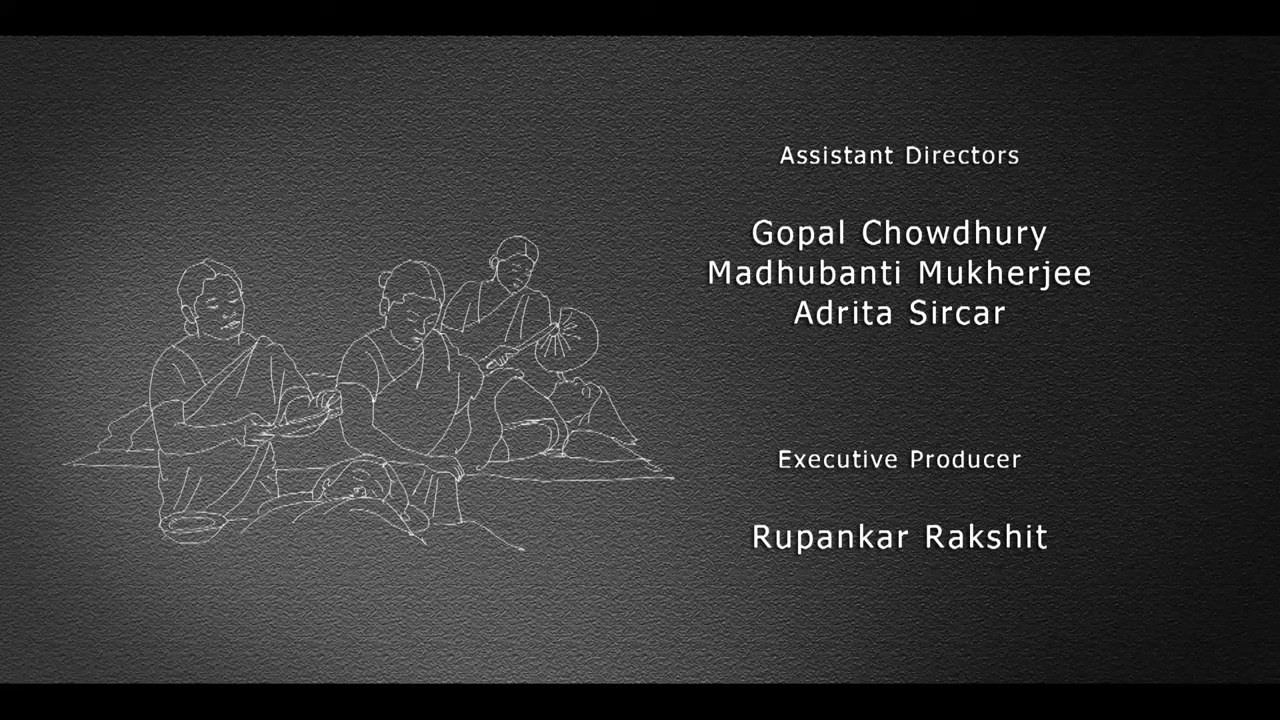 Assistant Directors
Gopal Chowdhury
Madhubanti Mukherjee
Adrita Sircar
Executive Producer
Rupankar Rakshit